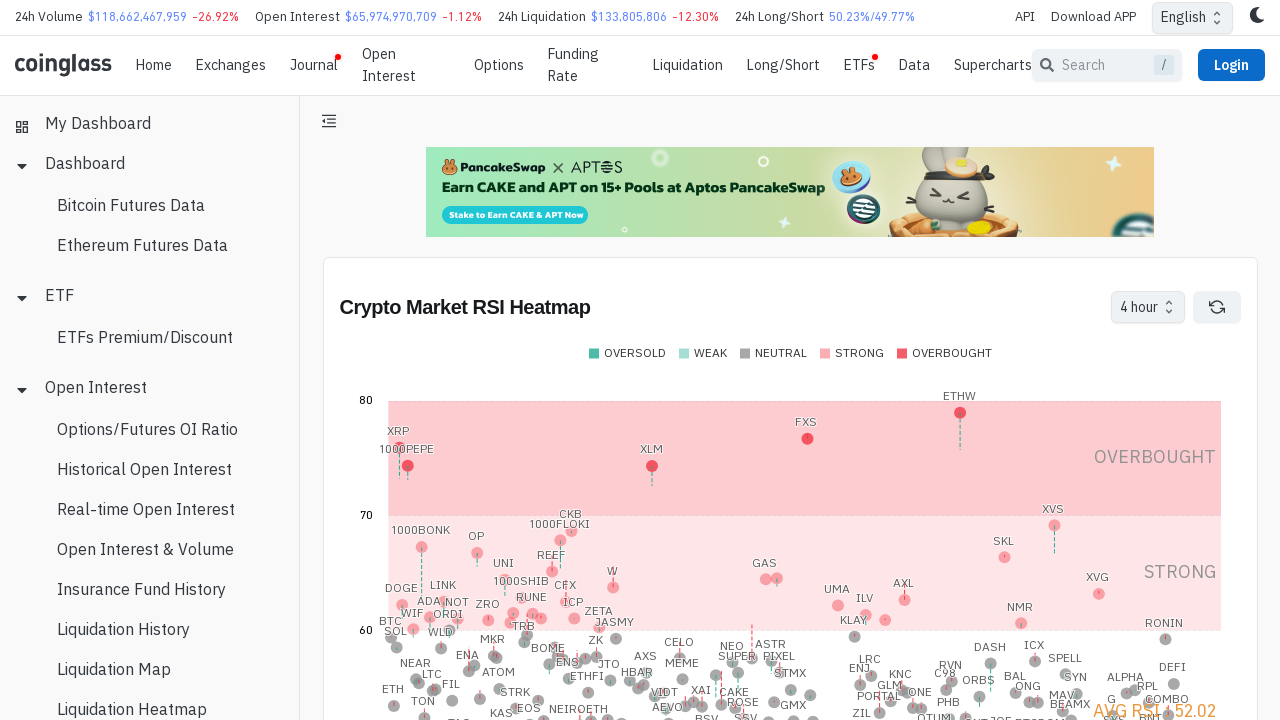 24h Volume $118,662,467,959 -26.92% Open Interest $65,974,970,709 -1.12% 24h Liquidation $133,805,806 -12.30% 24h Long/Short 50.23%/49.77% API Download APP English
coinglass Home Exchanges Journal Open Interest Options Funding Rate Liquidation Long/Short ETFs Data Supercharts Search / Login
My Dashboard
Dashboard
Bitcoin Futures Data
Ethereum Futures Data
ETF
ETFs Premium/Discount
Open Interest
Options/Futures OI Ratio
Historical Open Interest
Real-time Open Interest
Open Interest & Volume
Insurance Fund History
Liquidation History
Liquidation Map
Liquidation Heatmap
PancakeSwap X APTOS
Earn CAKE and APT on 15+ Pools at Aptos PancakeSwap
Stake to Earn CAKE & APT Now
Crypto Market RSI Heatmap 4 hour
OVERSOLD WEAK NEUTRAL STRONG OVERBOUGHT
80
ETHW
FXS
XRP
1000PEPE XLM
OVERBOUGHT
70
XVS
CKB
1000FLOKI
1000BONK
OP
SKL
REEF
UNI GAS
STRONG
W
XVG
1000SHIB CFX
DOGE LINK UMA AXL
RUNE ILV
ADA NOT ICP
ZRO NMR
WIF ORDI ZETA
BTC JASMY KLAY RONIN
60
SOL WLD TRB
MKR ZK CELO
BOME NEO ASTR DASH ICX
ENA AXS SUPER PIXEL
NEAR ENS JTO MEME LRC SPELL
LTC ATOM HBAR STMX ENJ KNC RVN DEFI
ETHFI C98 BAL SYN ALPHA
FIL GLM ORBS ONG RPL
ETH STRK VIDT XAI CAKE PORTAL ONE MAV COMBO
TON EOS AEVO ROSE GMX PHB BEAMX G
KAS NEIROETH ZIL
AVG RSI : 52.02
BSV SSV